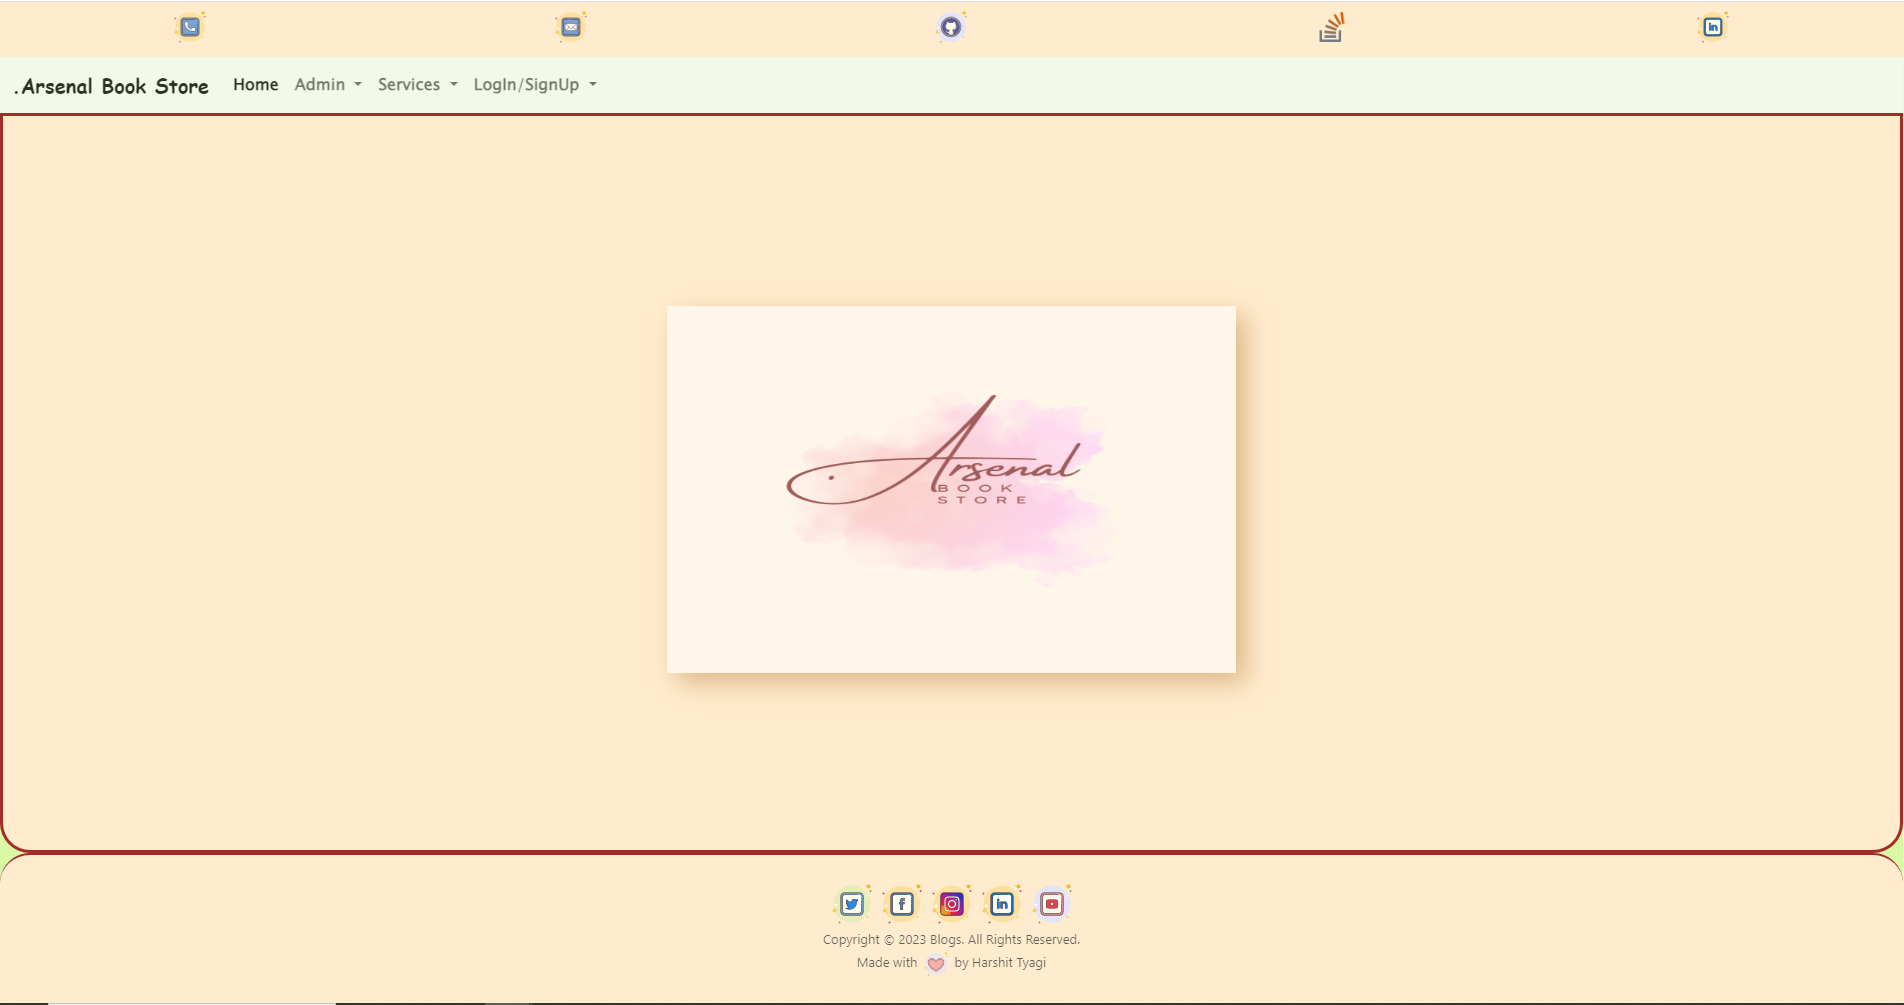 .Arsenal Book Store Home Admin Services LogIn/SignUp
Arsenal
BOOK
STORE
Copyright © 2023 Blogs. All Rights Reserved.
Made with by Harshit Tyagi